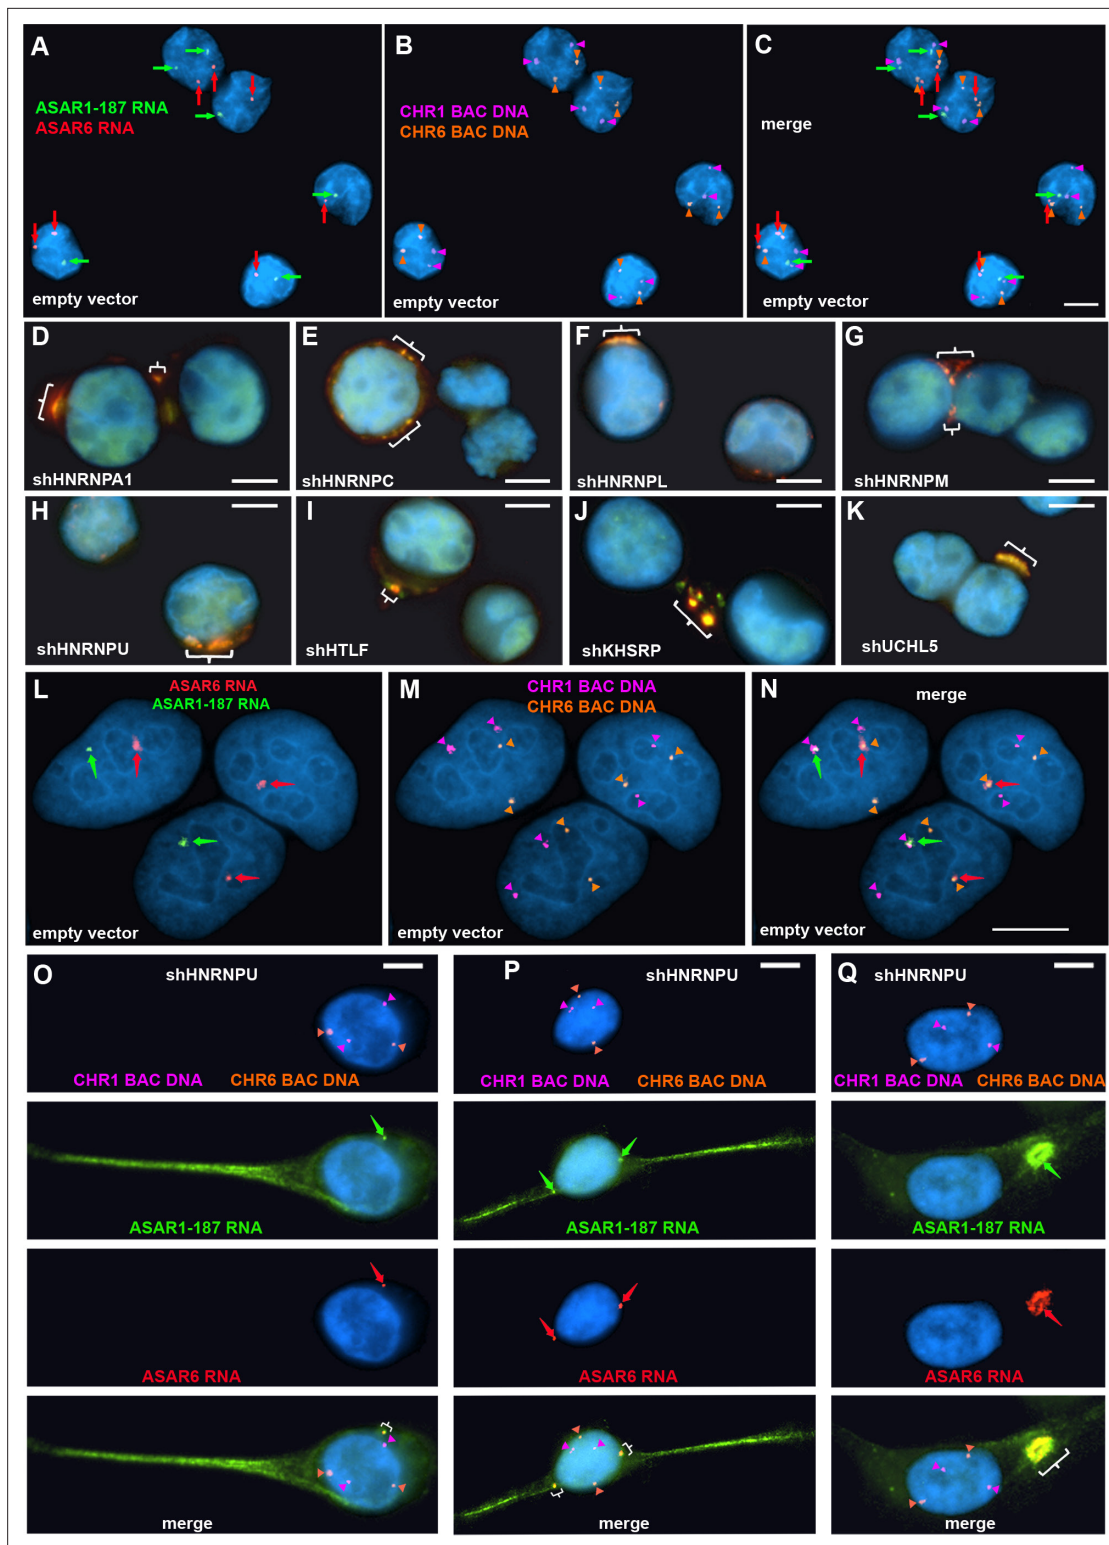 A
ASAR1-187 RNA
ASAR6 RNA
empty vector
B
CHR1 BAC DNA
CHR6 BAC DNA
empty vector
C
merge
empty vector
D
shHNRNPA1
E
shHNRNPC
F
shHNRNPL
G
shHNRNPM
H
shHNRNPU
I
shHTLF
J
shKHSRP
K
shUCHL5
L
ASAR6 RNA
ASAR1-187 RNA
empty vector
M
CHR1 BAC DNA
CHR6 BAC DNA
empty vector
N
merge
empty vector
O
shHNRNPU
CHR1 BAC DNA CHR6 BAC DNA
ASAR1-187 RNA
ASAR6 RNA
merge
P
shHNRNPU
CHR1 BAC DNA CHR6 BAC DNA
ASAR1-187 RNA
ASAR6 RNA
merge
Q
shHNRNPU
CHR1 BAC DNA CHR6 BAC DNA
ASAR1-187 RNA
ASAR6 RNA
merge